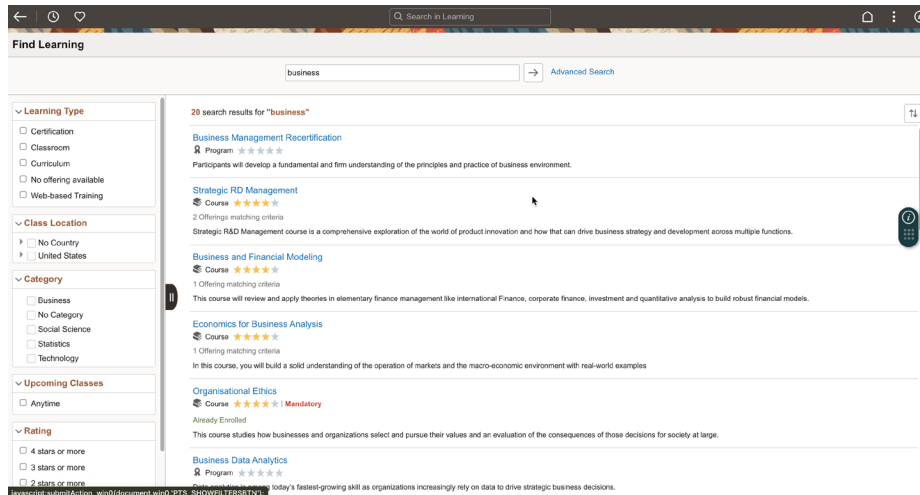 Search in Learning
Find Learning
business
Advanced Search
Learning Type
Certification
Classroom
Curriculum
No offering available
Web-based Training
Class Location
No Country
United States
Category
Business
No Category
Social Science
Statistics
Technology
Upcoming Classes
Anytime
Rating
4 stars or more
3 stars or more
2 stars or more
javascript:submitAction_win0(document.win0,"PTS_SHOWFILTERSBTN");
20 search results for "business"
Business Management Recertification
Program
Participants will develop a fundamental and firm understanding of the principles and practice of business environment.
Strategic RD Management
Course
2 Offerings matching criteria
Strategic R&D Management course is a comprehensive exploration of the world of product innovation and how that can drive business strategy and development across multiple functions.
Business and Financial Modeling
Course
1 Offering matching criteria
This course will review and apply theories in elementary finance management like international Finance, corporate finance, investment and quantitative analysis to build robust financial models.
Economics for Business Analysis
Course
1 Offering matching criteria
In this course, you will build a solid understanding of the operation of markets and the macro-economic environment with real-world examples
Organisational Ethics
Course | Mandatory
Already Enrolled
This course studies how businesses and organizations select and pursue their values and an evaluation of the consequences of those decisions for society at large.
Business Data Analytics
Program
today's fastest-growing skill as organizations increasingly rely on data to drive strategic business decisions.